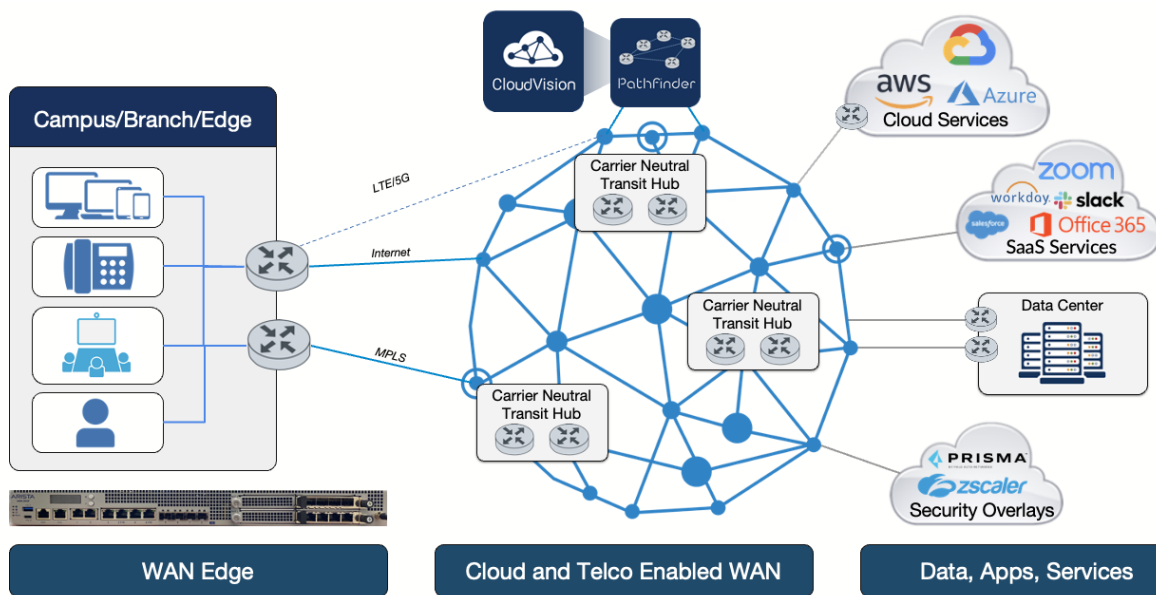 CloudVision
Pathfinder
Campus/Branch/Edge
LTE/5G
Internet
MPLS
Carrier Neutral
Transit Hub
Carrier Neutral
Transit Hub
Carrier Neutral
Transit Hub
aws
Azure
Cloud Services
zoom
workday.
slack
salesforce
Office 365
SaaS Services
Data Center
PRISMA
zscaler
Security Overlays
ARISTA
WAN Edge
Cloud and Telco Enabled WAN
Data, Apps, Services